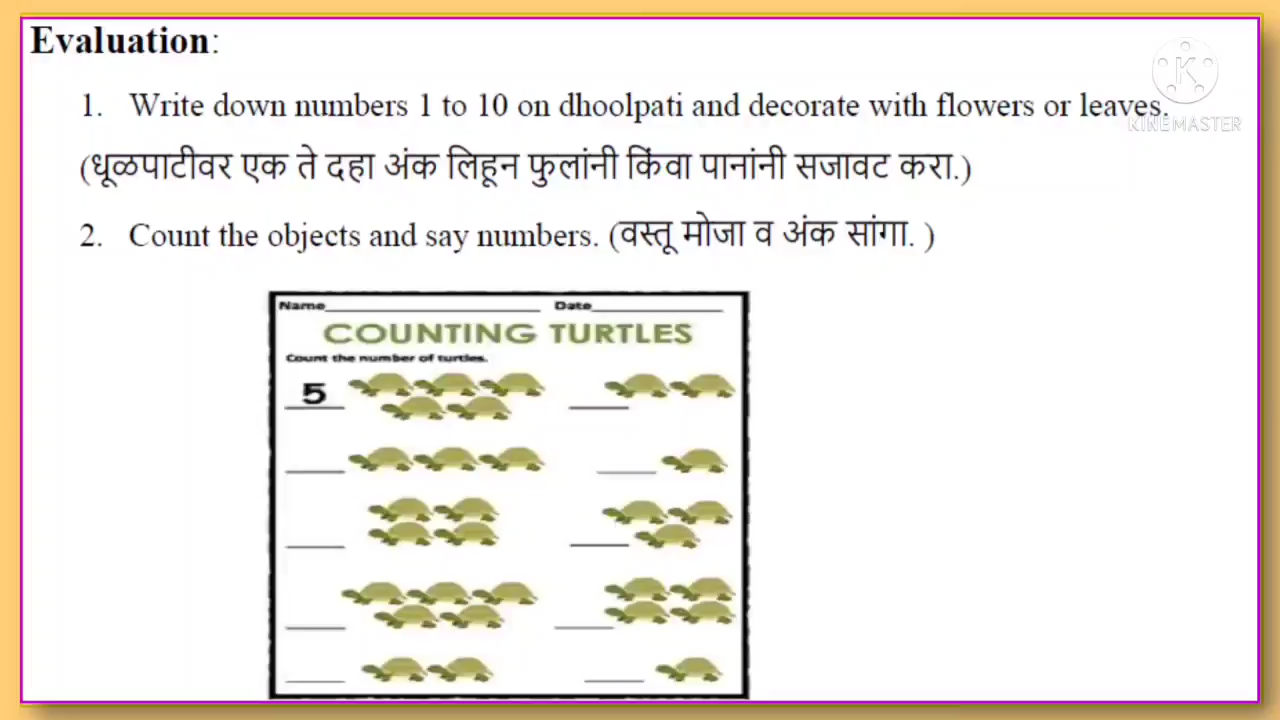 Evaluation:
K
KINEMASTER
1. Write down numbers 1 to 10 on dhoolpati and decorate with flowers or leaves.
(धूळपाटीवर एक ते दहा अंक लिहून फुलांनी किंवा पानांनी सजावट करा.)
2. Count the objects and say numbers. (वस्तू मोजा व अंक सांगा. )
Name____________ Date____________
COUNTING TURTLES
Count the number of turtles.
5